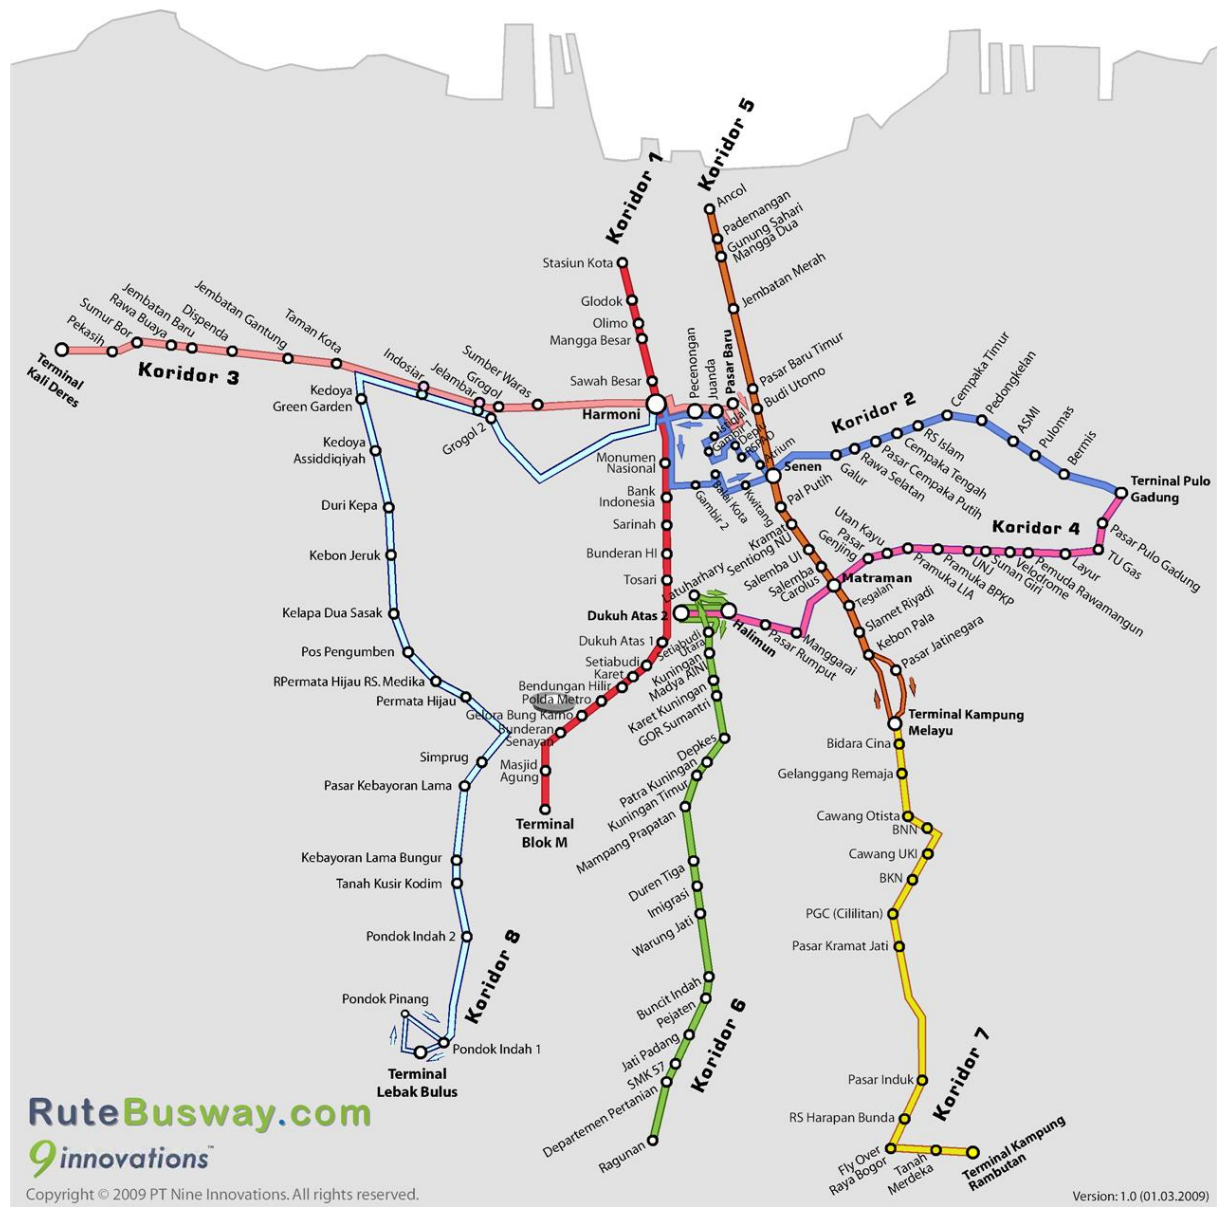 Koridor 1
Koridor 5
Ancol
Pademangan
Gunung Sahari
Mangga Dua
Jembatan Merah
Pasar Baru Timur
Budi Utomo
Stasiun Kota
Glodok
Olimo
Mangga Besar
Sawah Besar
Harmoni
Pecenongan
Juanda
Pasar Baru
Istiqlal
Gambir 1
Deplu
RSPAD
Atrium
Senen
Terminal
Kali Deres
Pekasih
Sumur Bor
Rawa Buaya
Jembatan Baru
Dispenda
Jembatan Gantung
Taman Kota
Indosiar
Jelambar
Grogol
Sumber Waras
Koridor 3
Grogol 2
Kedoya
Green Garden
Kedoya
Assiddiqiyah
Duri Kepa
Kebon Jeruk
Kelapa Dua Sasak
Pos Pengumben
RPermata Hijau RS. Medika
Permata Hijau
Simprug
Pasar Kebayoran Lama
Kebayoran Lama Bungur
Tanah Kusir Kodim
Pondok Indah 2
Pondok Pinang
Pondok Indah 1
Terminal
Lebak Bulus
Koridor 8
Monumen
Nasional
Bank
Indonesia
Sarinah
Bunderan HI
Tosari
Dukuh Atas 2
Dukuh Atas 1
Setiabudi
Karet
Bendungan Hilir
Polda Metro
Gelora Bung Karno
Bunderan
Senayan
Masjid
Agung
Terminal
Blok M
Gambir 2
Balai Kota
Kwitang
Koridor 2
Galur
Rawa Selatan
Pasar Cempaka Putih
Cempaka Tengah
RS Islam
Cempaka Timur
Pedongkelan
ASMI
Pulomas
Bermis
Terninal Pulo
Gadung
Koridor 4
Pasar Pulo Gadung
TU Gas
Layur
Pemuda Rawamangun
Velodrome
Sunan Giri
UNJ
Pramuka BPKP
Pramuka LIA
Utan Kayu
Pasar
Genjing
Matraman
Pal Putih
Kramat
Sentiong NU
Salemba UI
Salemba
Carolus
Tegalan
Slamet Riyadi
Kebon Pala
Pasar Jatinegara
Terminal Kampung
Melayu
Manggarai
Pasar Rumput
Halimun
Latuharhary
Setiabudi
Utara
Kuningan
Madya AINI
Karet Kuningan
GOR Sumantri
Depkes
Patra Kuningan
Kuningan Timur
Mampang Prapatan
Duren Tiga
Imigrasi
Warung Jati
Buncit Indah
Pejaten
Jati Padang
SMK 57
Departemen Pertanian
Ragunan
Koridor 6
Bidara Cina
Gelanggang Remaja
Cawang Otista
BNN
Cawang UKI
BKN
PGC (Cililitan)
Pasar Kramat Jati
Pasar Induk
RS Harapan Bunda
Fly Over
Raya Bogor
Tanah
Merdeka
Terminal Kampung
Rambutan
Koridor 7
RuteBusway.com
9innovations™
Copyright © 2009 PT Nine Innovations. All rights reserved.
Version: 1.0 (01.03.2009)